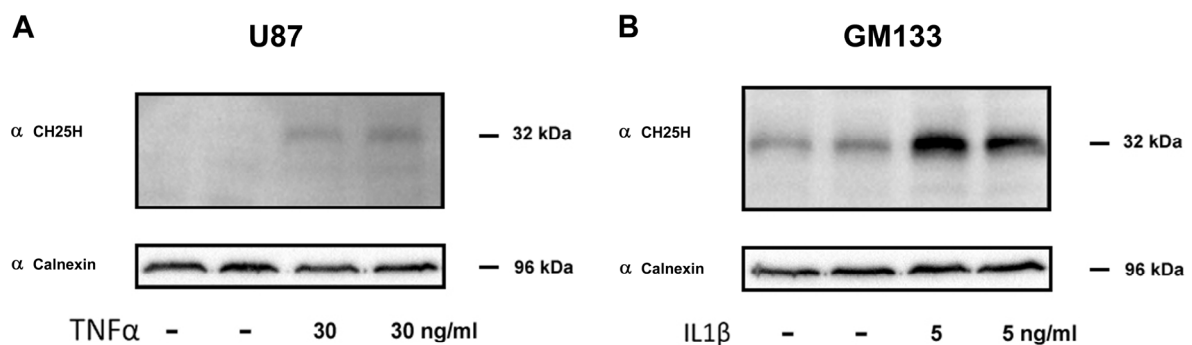 A
U87
α CH25H
32 kDa
α Calnexin
96 kDa
TNFα - - 30 30 ng/ml
B
GM133
α CH25H
32 kDa
α Calnexin
96 kDa
IL1β - - 5 5 ng/ml